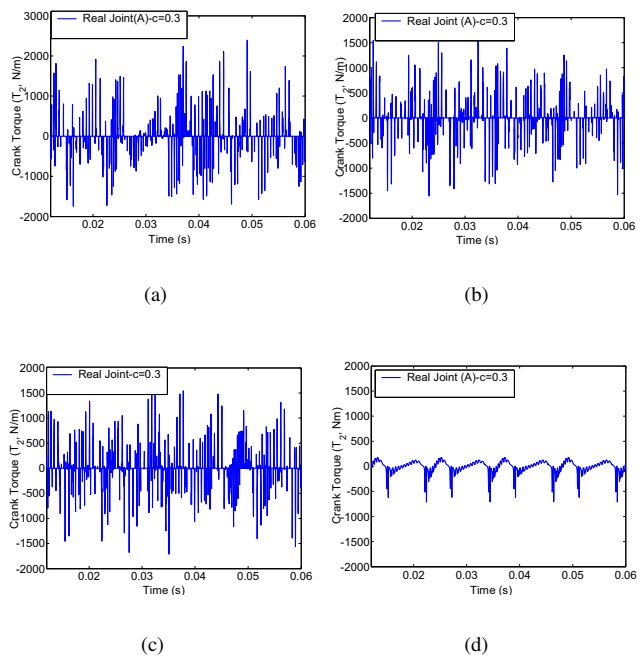 3000
Real Joint(A)-c=0.3
2000
1000
0
-1000
-2000
Crank Torque (T2, N/m)
0.02 0.03 0.04 0.05 0.06
Time (s)
(a)
2000
Real Joint (A)-c=0.3
1500
1000
500
0
-500
-1000
-1500
-2000
Crank Torque (T2, N/m)
0.02 0.03 0.04 0.05 0.06
Time (s)
(b)
2000
Real Joint-c=0.3
1500
1000
500
0
-500
-1000
-1500
-2000
Crank Torque (T2, N/m)
0.02 0.03 0.04 0.05 0.06
Time (s)
(c)
2000
Real Joint (A)-c=0.3
1500
1000
500
0
-500
-1000
-1500
-2000
Crank Torque (T2, Nm)
0.02 0.03 0.04 0.05 0.06
Time (s)
(d)